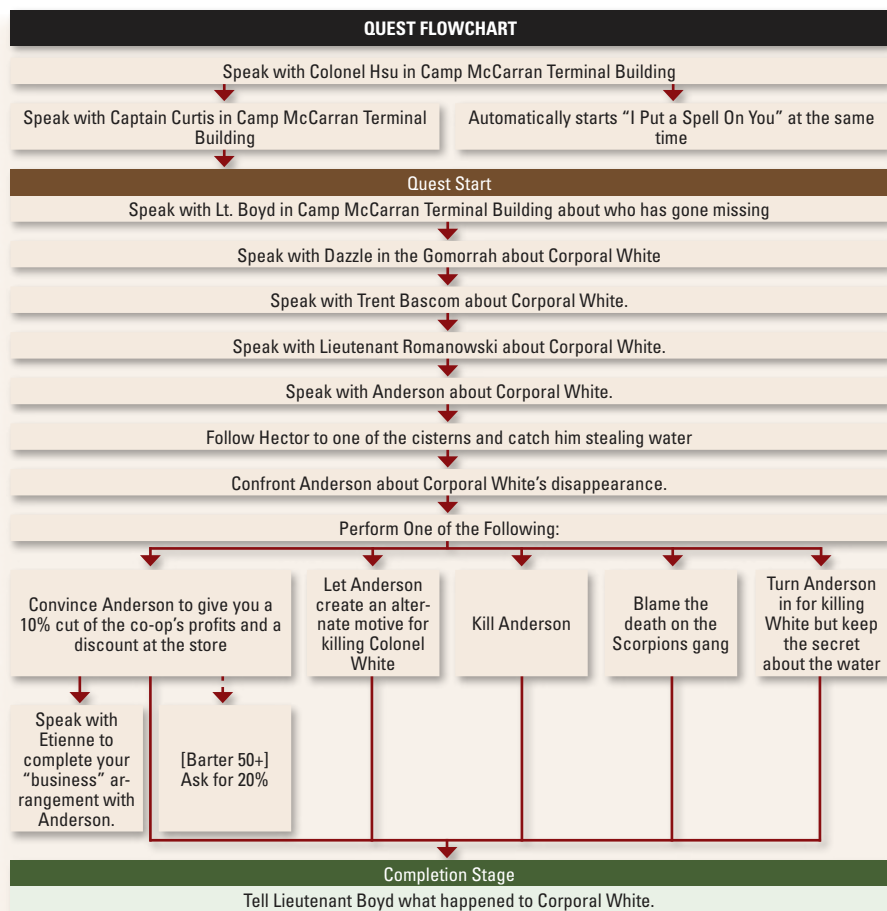 QUEST FLOWCHART
Speak with Colonel Hsu in Camp McCarran Terminal Building
Speak with Captain Curtis in Camp McCarran Terminal
Building
Automatically starts “I Put a Spell On You” at the same
time
Quest Start
Speak with Lt. Boyd in Camp McCarran Terminal Building about who has gone missing
Speak with Dazzle in the Gomorrah about Corporal White
Speak with Trent Bascom about Corporal White.
Speak with Lieutenant Romanowski about Corporal White.
Speak with Anderson about Corporal White.
Follow Hector to one of the cisterns and catch him stealing water
Confront Anderson about Corporal White’s disappearance.
Perform One of the Following:
Convince Anderson to give you a
10% cut of the co-op’s profits and a
discount at the store
Let Anderson
create an alter-
nate motive for
killing Colonel
White
Kill Anderson
Blame the
death on the
Scorpions gang
Turn Anderson
in for killing
White but keep
the secret
about the water
Speak with
Etienne to
complete your
“business” ar-
rangement with
Anderson.
[Barter 50+]
Ask for 20%
Completion Stage
Tell Lieutenant Boyd what happened to Corporal White.